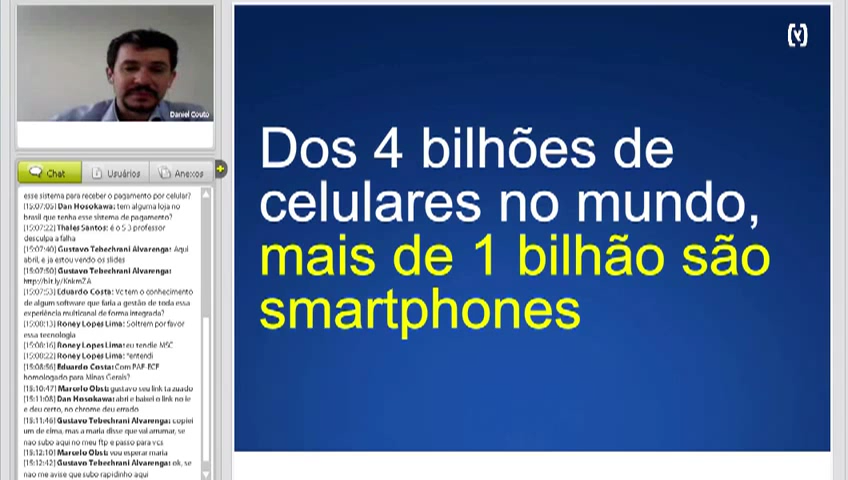 Daniel Couto
Chat
Usuários
Anexos
esse sistema para receber o pagamento por celular?
[15:07:05] Dan Hosokawa: tem alguma loja no
brasil que tenha esse sistema de pagamento?
[15:07:22] Thales Santos: é o S3 professor
desculpa a falha
[15:07:40] Gustavo Tebechrani Alvarenga: Aqui
abril, e ja estou vendo os slides
[15:07:50] Gustavo Tebechrani Alvarenga:
[15:07:53] Eduardo Costa: Vc tem o conhecimento
de algum software que faria a gestão de toda essa
experiência multicanal de forma integrada?
[15:08:13] Roney Lopes Lima: Soltrem por favor
essa tecnologia
[15:08:16] Roney Lopes Lima: eu tendie MSC
[15:08:22] Roney Lopes Lima: *entendi
[15:08:56] Eduardo Costa: Com PAF-ECF
homologado para Minas Gerais?
[15:10:47] Marcelo Obst: gustavo seu link ta zuado
[15:11:08] Dan Hosokawa: abri e baixei o link no ie
e deu certo, no chrome deu errado
[15:11:46] Gustavo Tebechrani Alvarenga: copiei
um de cima, mas a maria disse que vai arrumar, se
nao subo aqui no meu ftp e passo para vcs
[15:12:10] Marcelo Obst: vou esperar maria
[15:12:42] Gustavo Tebechrani Alvarenga: ok, se
nao me avise que subo rapidinho aqui
Dos 4 bilhões de
celulares no mundo,
mais de 1 bilhão são
smartphones